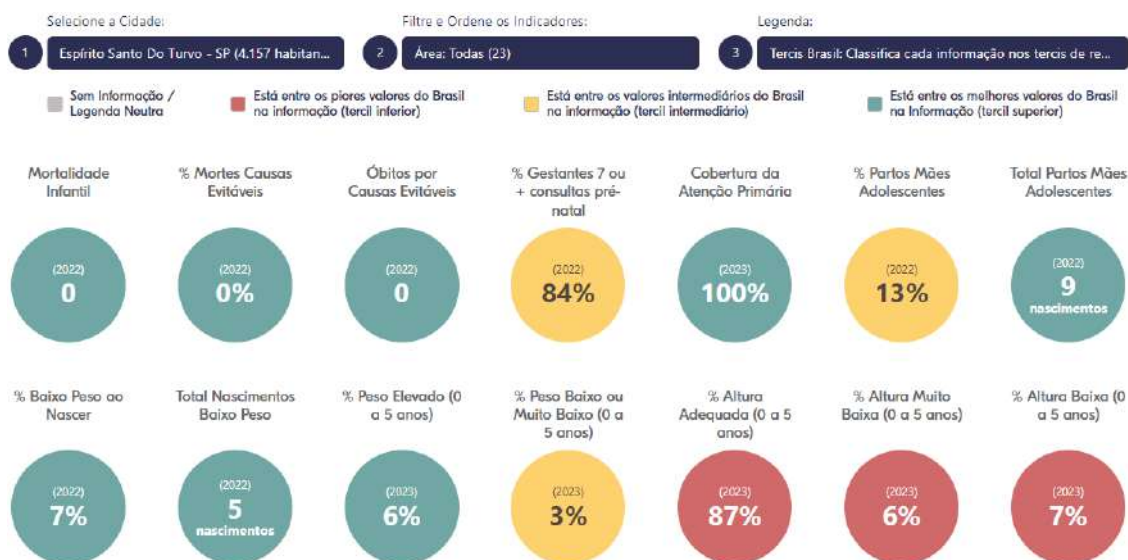 Selecione a Cidade:
Filtre e Ordene os Indicadores:
Legenda:
1
Espírito Santo Do Turvo - SP (4.157 habitan...
2
Área: Todas (23)
3
Tercis Brasil: Classifica cada informação nos tercis de re...
Sem Informação /
Legenda Neutra
Está entre os piores valores do Brasil
na informação (tercil inferior)
Está entre os valores intermediários do Brasil
na informação (tercil intermediário)
Está entre os melhores valores do Brasil
na Informação (tercil superior)
Mortalidade
Infantil
(2022)
0
% Mortes Causas
Evitáveis
(2022)
0%
Óbitos por
Causas Evitáveis
(2022)
0
% Gestantes 7 ou
+ consultas pré-
natal
(2022)
84%
Cobertura da
Atenção Primária
(2023)
100%
% Partos Mães
Adolescentes
(2022)
13%
Total Partos Mães
Adolescentes
(2022)
9
nascimentos
% Baixo Peso ao
Nascer
(2022)
7%
Total Nascimentos
Baixo Peso
(2022)
5
nascimentos
% Peso Elevado (0
a 5 anos)
(2023)
6%
% Peso Baixo ou
Muito Baixo (0 a
5 anos)
(2023)
3%
% Altura
Adequada (0 a 5
anos)
(2023)
87%
% Altura Muito
Baixa (0 a 5 anos)
(2023)
6%
% Altura Baixa (0
a 5 anos)
(2023)
7%